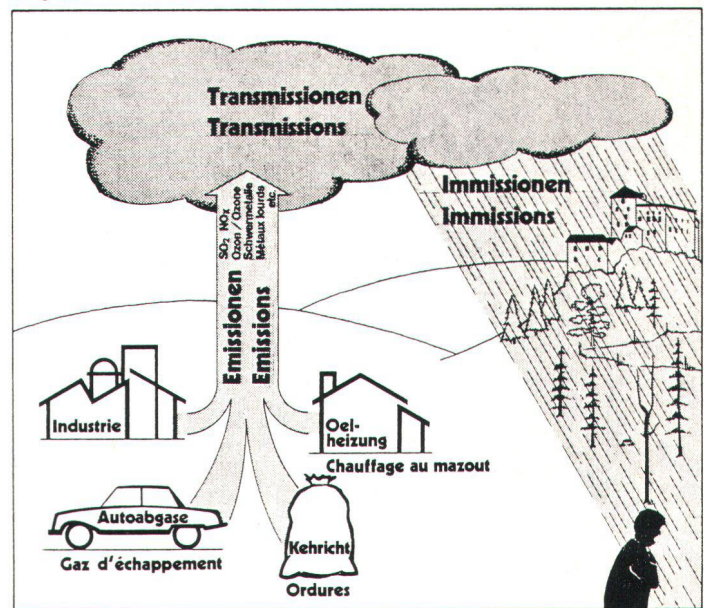 Transmissionen
Transmissions
Immissionen
Immissions
SO₂ NOx
Ozon / Ozone
Schwermetalle
Métaux lourds
etc.
Emissionen
Emissions
Industrie
Oel-
heizung
Chauffage au mazout
Autoabgase
Gaz d'échappement
Kehricht
Ordures